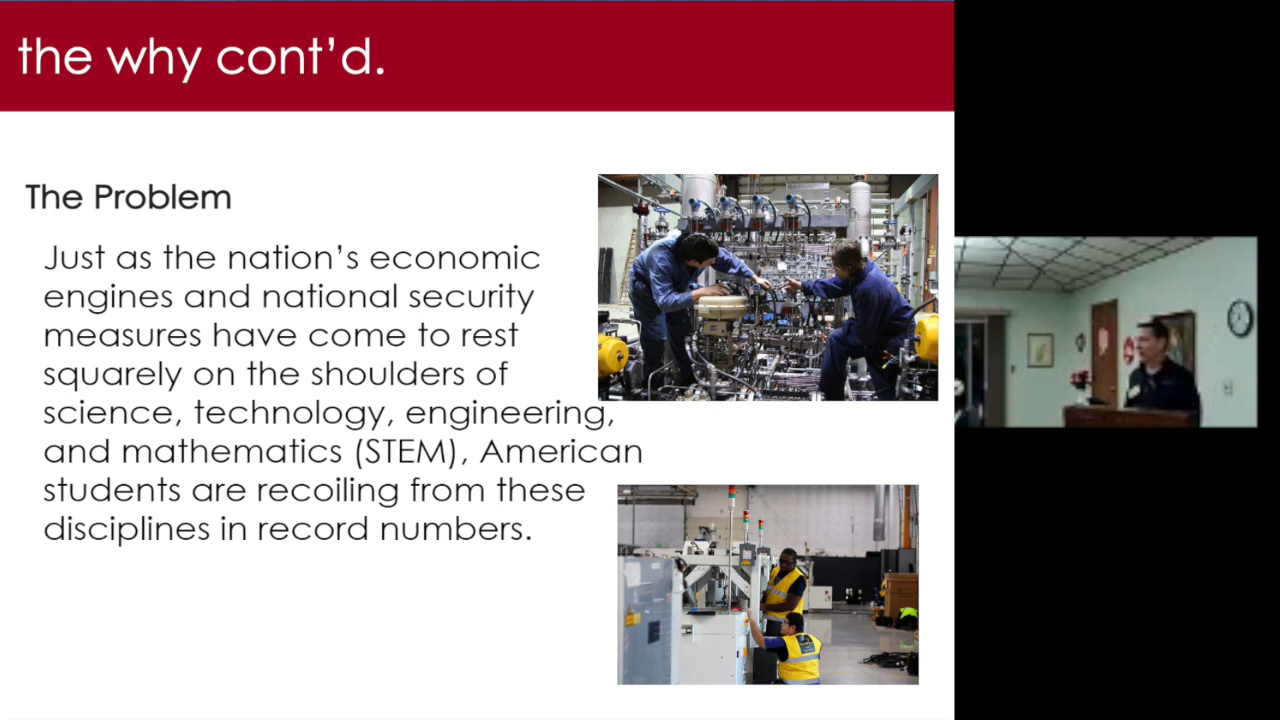 the why cont’d.
The Problem
Just as the nation’s economic
engines and national security
measures have come to rest
squarely on the shoulders of
science, technology, engineering,
and mathematics (STEM), American
students are recoiling from these
disciplines in record numbers.